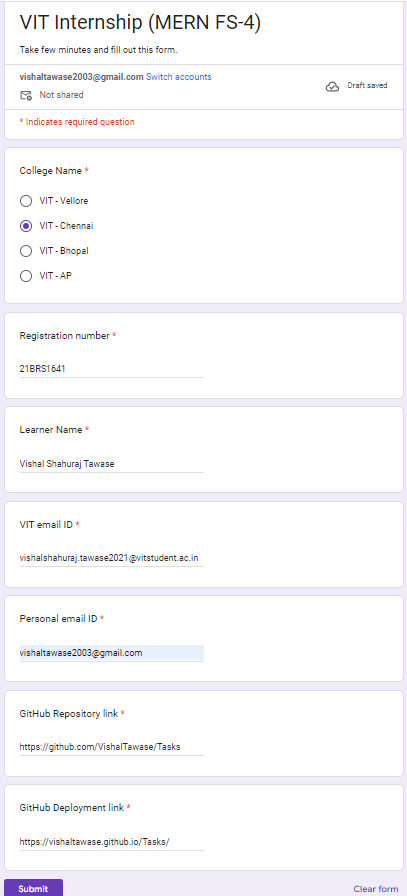 VIT Internship (MERN FS-4)
Take few minutes and fill out this form.
vishaltawase2003@gmail.com Switch accounts
Draft saved
Not shared
* Indicates required question
College Name *
VIT - Vellore
VIT - Chennai
VIT - Bhopal
VIT - AP
Registration number *
21BRS1641
Learner Name *
Vishal Shahuraj Tawase
VIT email ID *
vishalshahuraj.tawase2021@vitstudent.ac.in
Personal email ID *
vishaltawase2003@gmail.com
GitHub Repository link *
https://github.com/VishalTawase/Tasks
GitHub Deployment link *
https://vishaltawase.github.io/Tasks/
Submit
Clear form